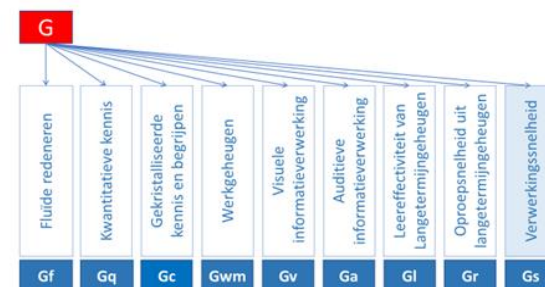 G
Fluïde redeneren
Kwantitatieve kennis
Gekristalliseerde
kennis en begrijpen
Werkgeheugen
Visuele
informatieverwerking
Auditieve
informatieverwerking
Leereffectiviteit van
Langetermijngeheugen
Oproepsnelheid uit
langetermijngeheugen
Verwerkingssnelheid
Gf
Gq
Gc
Gwm
Gv
Ga
Gl
Gr
Gs